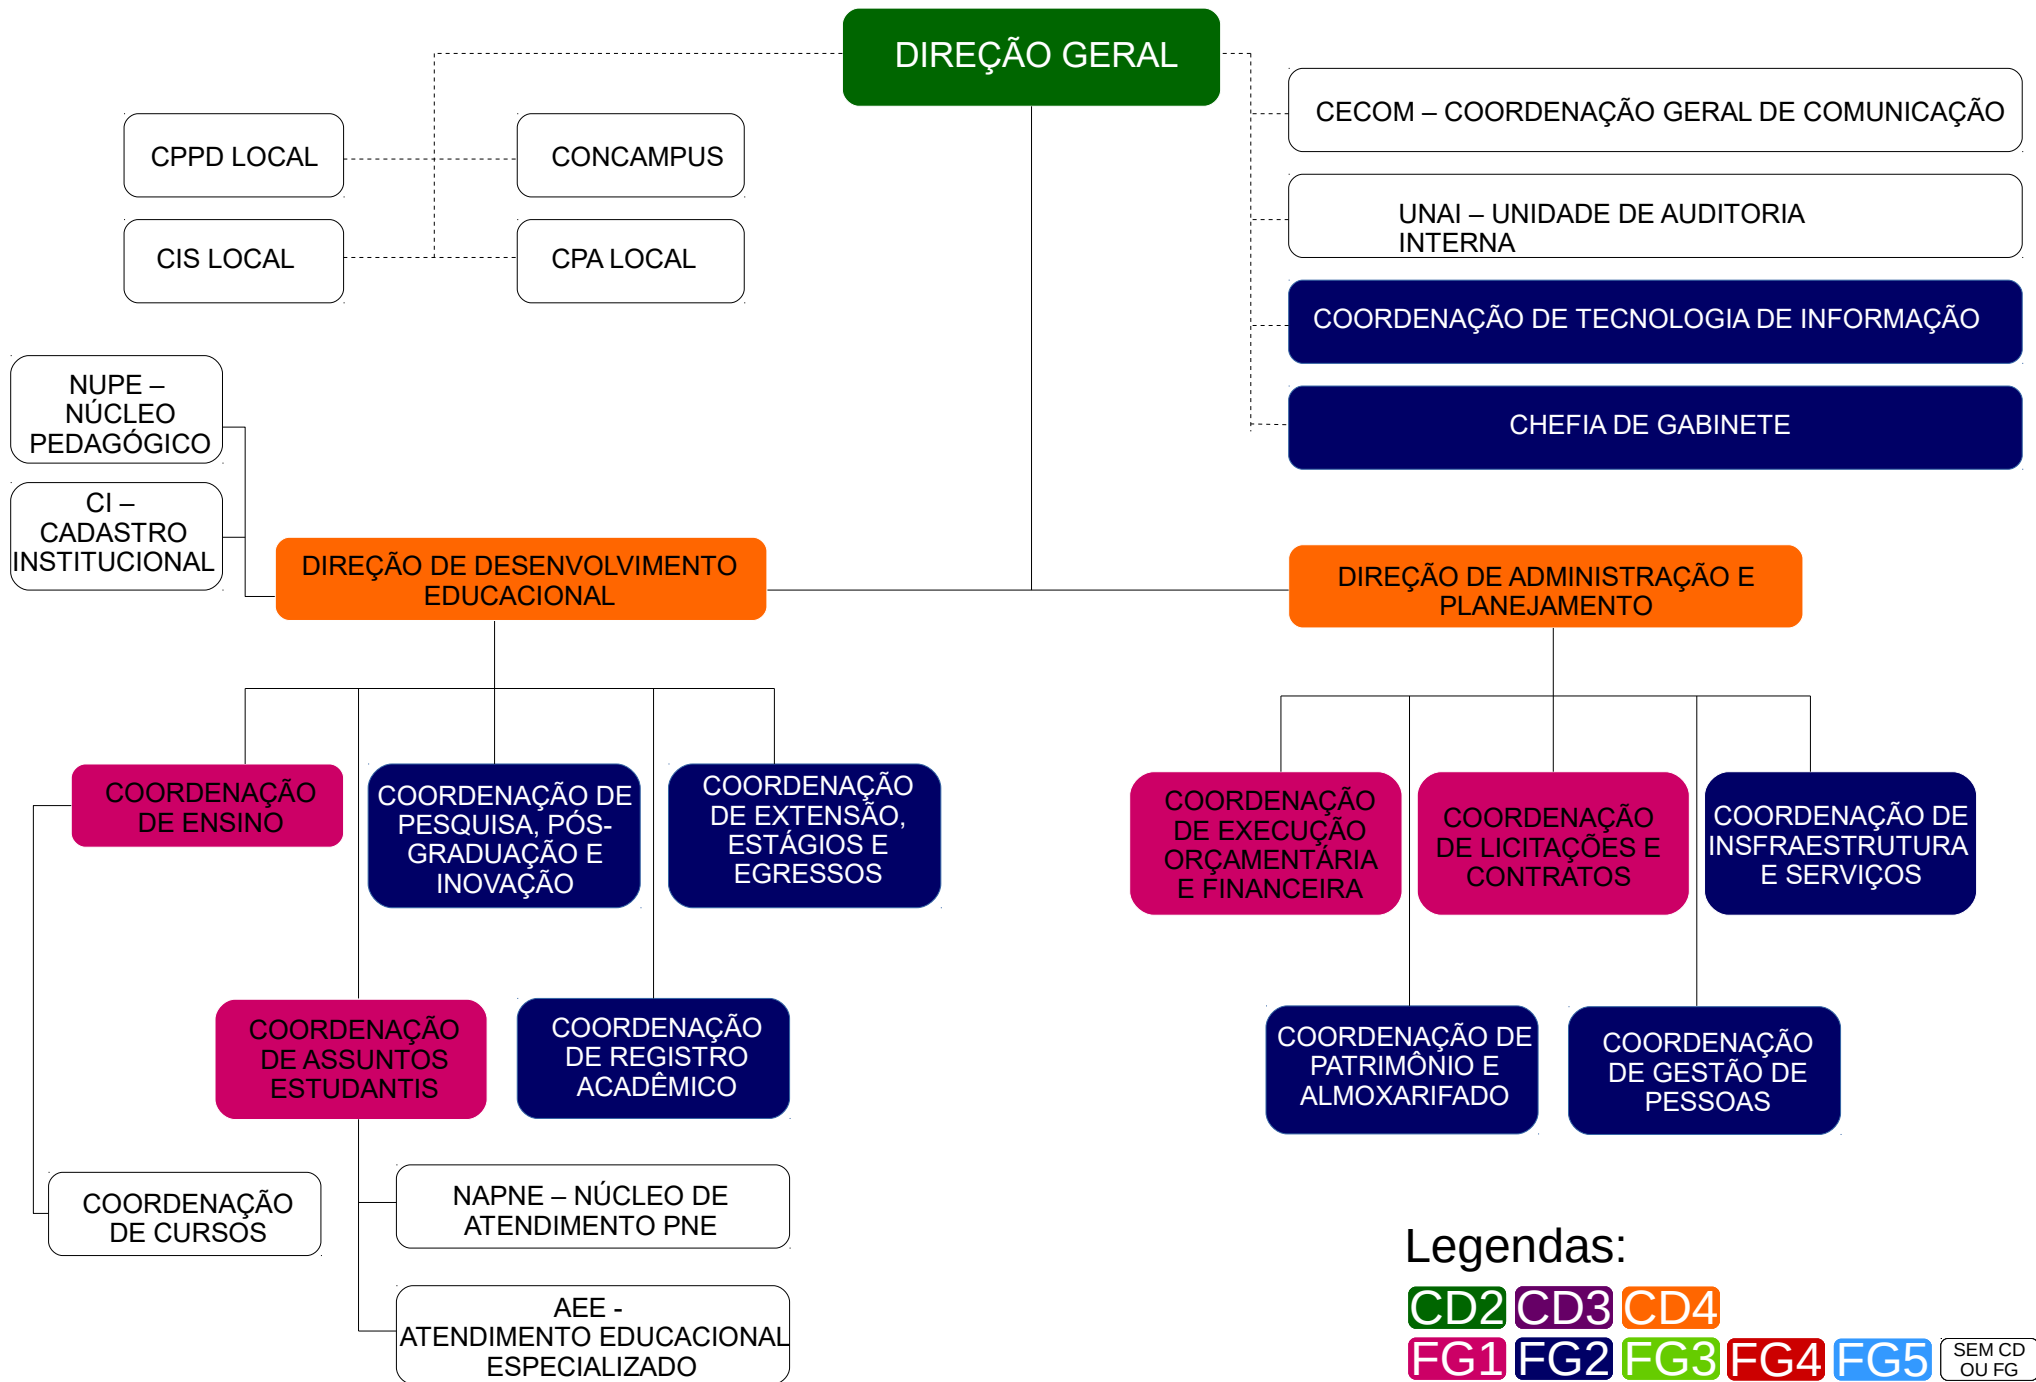 DIREÇÃO GERAL
CECOM – COORDENAÇÃO GERAL DE COMUNICAÇÃO
CPPD LOCAL
CONCAMPUS
UNAI – UNIDADE DE AUDITORIA
INTERNA
CIS LOCAL
CPA LOCAL
COORDENAÇÃO DE TECNOLOGIA DE INFORMAÇÃO
CHEFIA DE GABINETE
NUPE –
NÚCLEO
PEDAGÓGICO
CI –
CADASTRO
INSTITUCIONAL
DIREÇÃO DE DESENVOLVIMENTO
EDUCACIONAL
DIREÇÃO DE ADMINISTRAÇÃO E
PLANEJAMENTO
COORDENAÇÃO
DE ENSINO
COORDENAÇÃO DE
PESQUISA, PÓS-
GRADUAÇÃO E
INOVAÇÃO
COORDENAÇÃO
DE EXTENSÃO,
ESTÁGIOS E
EGRESSOS
COORDENAÇÃO
DE EXECUÇÃO
ORÇAMENTÁRIA
E FINANCEIRA
COORDENAÇÃO
DE LICITAÇÕES E
CONTRATOS
COORDENAÇÃO DE
INSFRAESTRUTURA
E SERVIÇOS
COORDENAÇÃO
DE ASSUNTOS
ESTUDANTIS
COORDENAÇÃO
DE REGISTRO
ACADÊMICO
COORDENAÇÃO DE
PATRIMÔNIO E
ALMOXARIFADO
COORDENAÇÃO
DE GESTÃO DE
PESSOAS
COORDENAÇÃO
DE CURSOS
NAPNE – NÚCLEO DE
ATENDIMENTO PNE
AEE -
ATENDIMENTO EDUCACIONAL
ESPECIALIZADO
Legendas:
CD2 CD3 CD4
FG1 FG2 FG3 FG4 FG5
SEM CD
OU FG